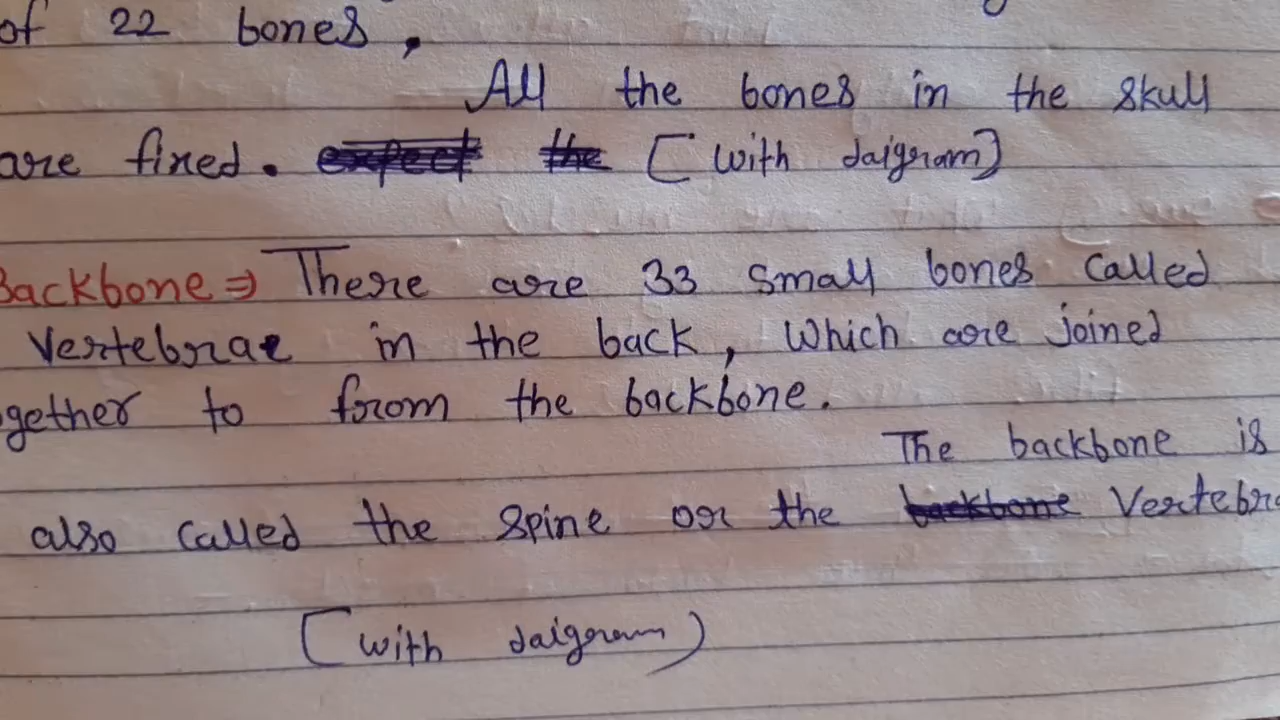 of 22 bones,
All the bones in the skull
are fixed. expect the [with daigram]
Backbone ⇒ There are 33 small bones called
Vertebrae in the back, which are joined
gether to from the backbone.
The backbone is
also called the spine or the backbone Vertebr
(with daigram)